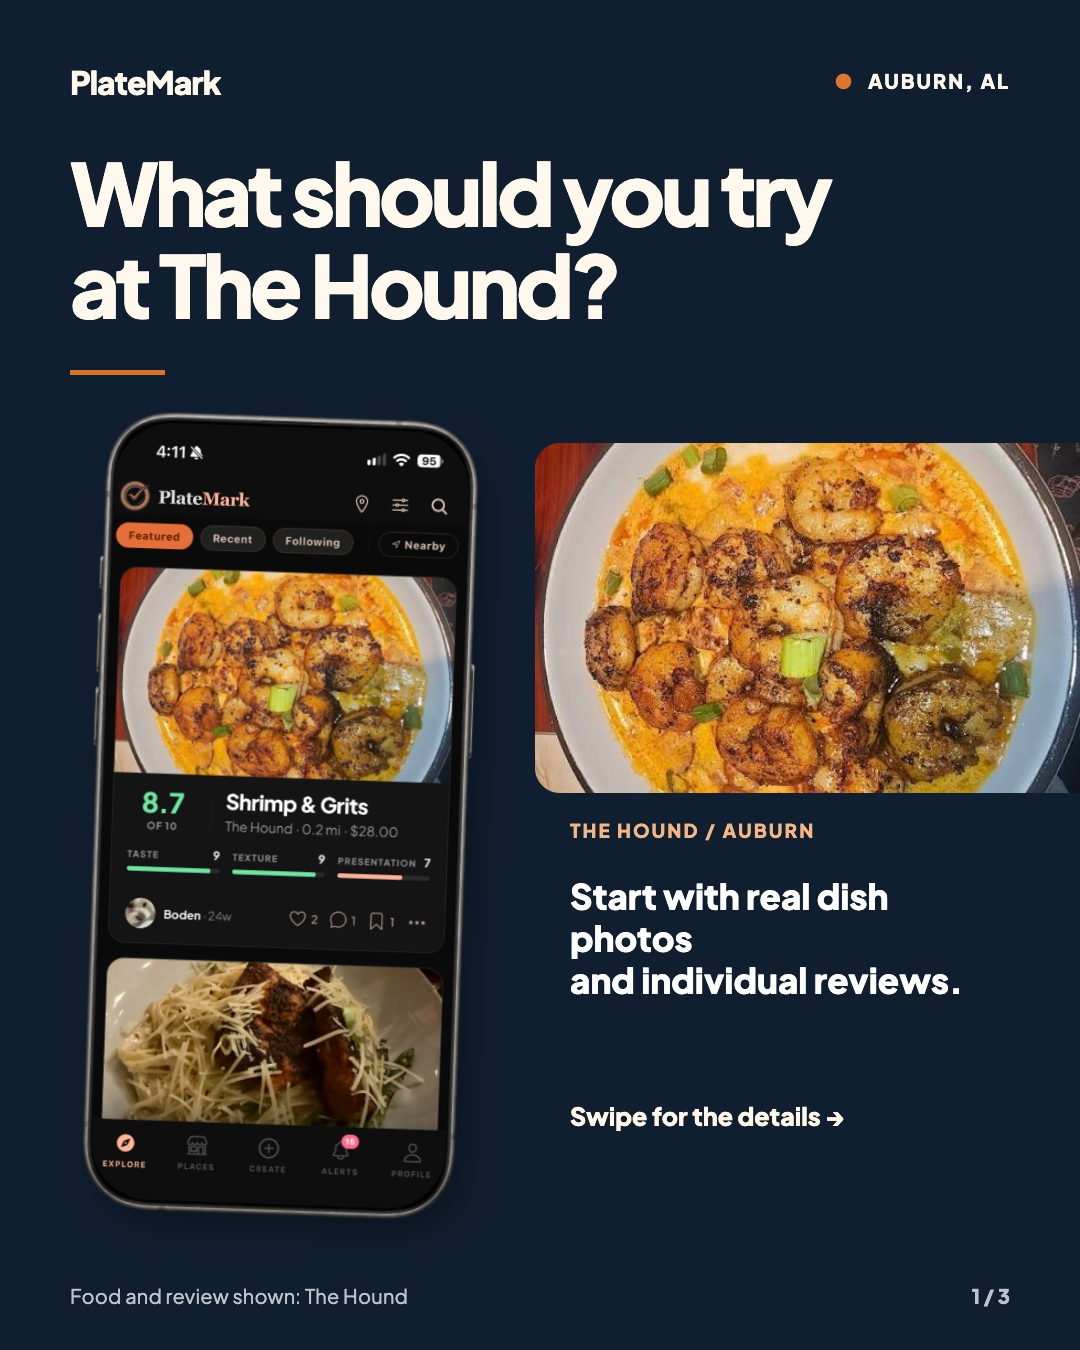 PlateMark
AUBURN, AL
What should you try
at The Hound?
4:11
95
PlateMark
Featured
Recent
Following
Nearby
8.7
OF 10
Shrimp & Grits
The Hound · 0.2 mi · $28.00
TASTE 9
TEXTURE 9
PRESENTATION 7
Boden · 24w
2
1
1
EXPLORE
PLACES
CREATE
15
ALERTS
PROFILE
THE HOUND / AUBURN
Start with real dish
photos
and individual reviews.
Swipe for the details →
Food and review shown: The Hound
1 / 3